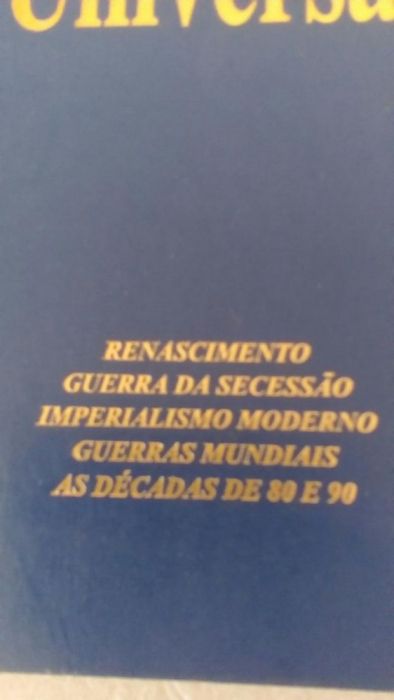 Universa
RENASCIMENTO
GUERRA DA SECESSÃO
IMPERIALISMO MODERNO
GUERRAS MUNDIAIS
AS DÉCADAS DE 80 E 90